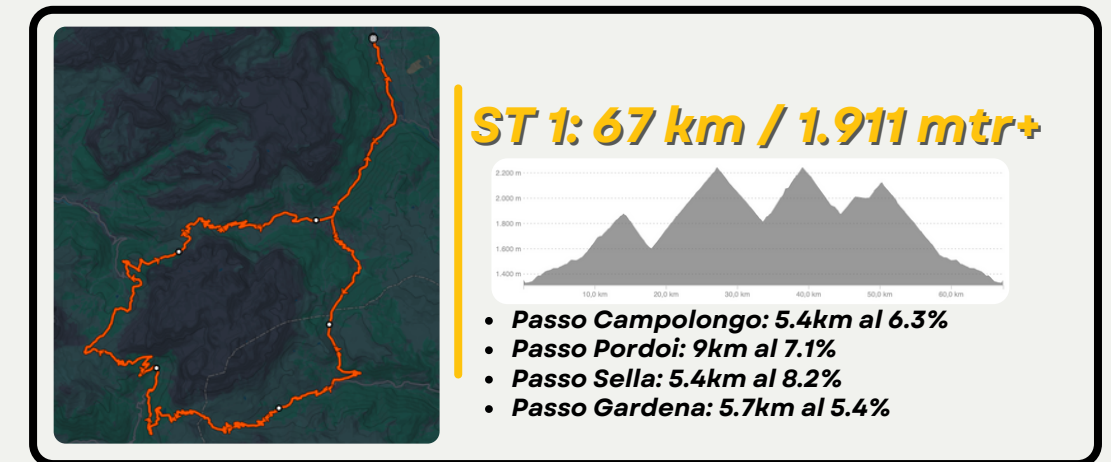 ST 1: 67 km / 1.911 mtr+
2.200 m
2.000 m
1.800 m
1.600 m
1.400 m
10,0 km 20,0 km 30,0 km 40,0 km 50,0 km 60,0 km
• Passo Campolongo: 5.4km al 6.3%
• Passo Pordoi: 9km al 7.1%
• Passo Sella: 5.4km al 8.2%
• Passo Gardena: 5.7km al 5.4%